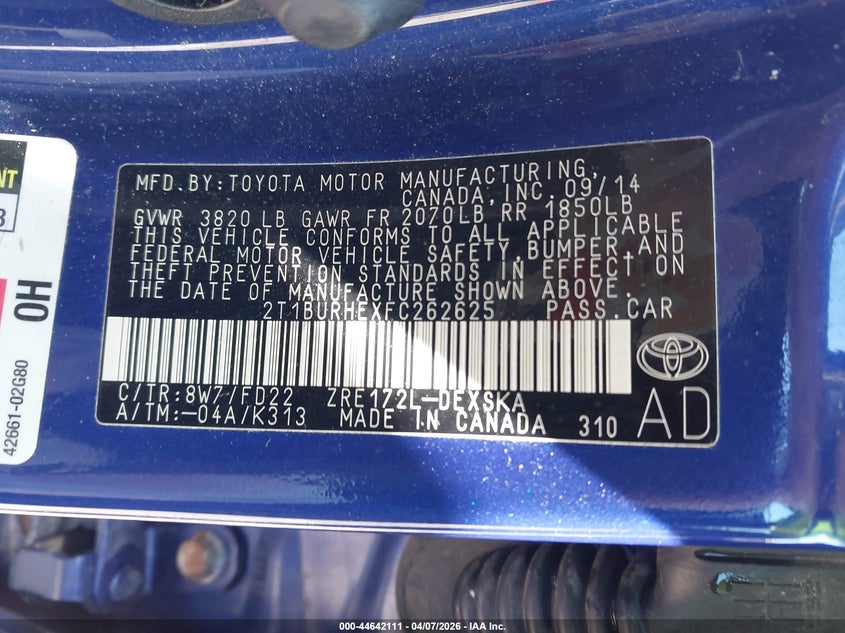 MFD.BY:TOYOTA MOTOR MANUFACTURING,
CANADA,INC. 09/14
GVWR 3820 LB GAWR FR 2070LB RR 1850LB
THIS VEHICLE CONFORMS TO ALL APPLICABLE
FEDERAL MOTOR VEHICLE SAFETY,BUMPER,AND
THEFT PREVENTION STANDARDS IN EFFECT ON
THE DATE OF MANUFACTURE SHOWN ABOVE.
2T1BURHEXFC262625 PASS.CAR
C/TR:8W7/FD22 ZRE172L-DEXSKA
A/TM:-04A/K313 MADE IN CANADA 310
AD
OH
42661-02G80
000-44642111 - 04/07/2026 - IAA Inc.